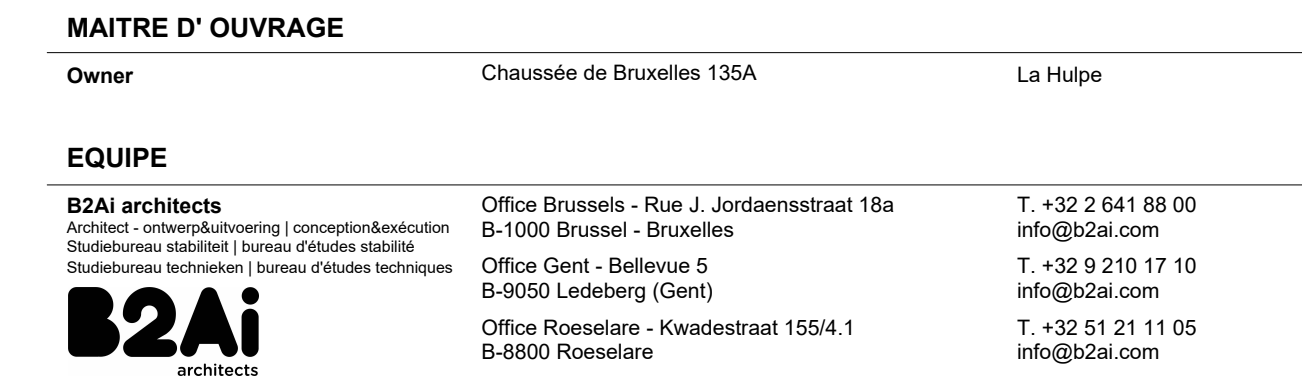 MAITRE D' OUVRAGE
Owner
Chaussée de Bruxelles 135A
La Hulpe
EQUIPE
B2Ai architects
Architect - ontwerp&uitvoering | conception&exécution
Studiebureau stabiliteit | bureau d'études stabilité
Studiebureau technieken | bureau d'études techniques
B2Ai
architects
Office Brussels - Rue J. Jordaensstraat 18a
B-1000 Brussel - Bruxelles
T. +32 2 641 88 00
info@b2ai.com
Office Gent - Bellevue 5
B-9050 Ledeberg (Gent)
T. +32 9 210 17 10
info@b2ai.com
Office Roeselare - Kwadestraat 155/4.1
B-8800 Roeselare
T. +32 51 21 11 05
info@b2ai.com